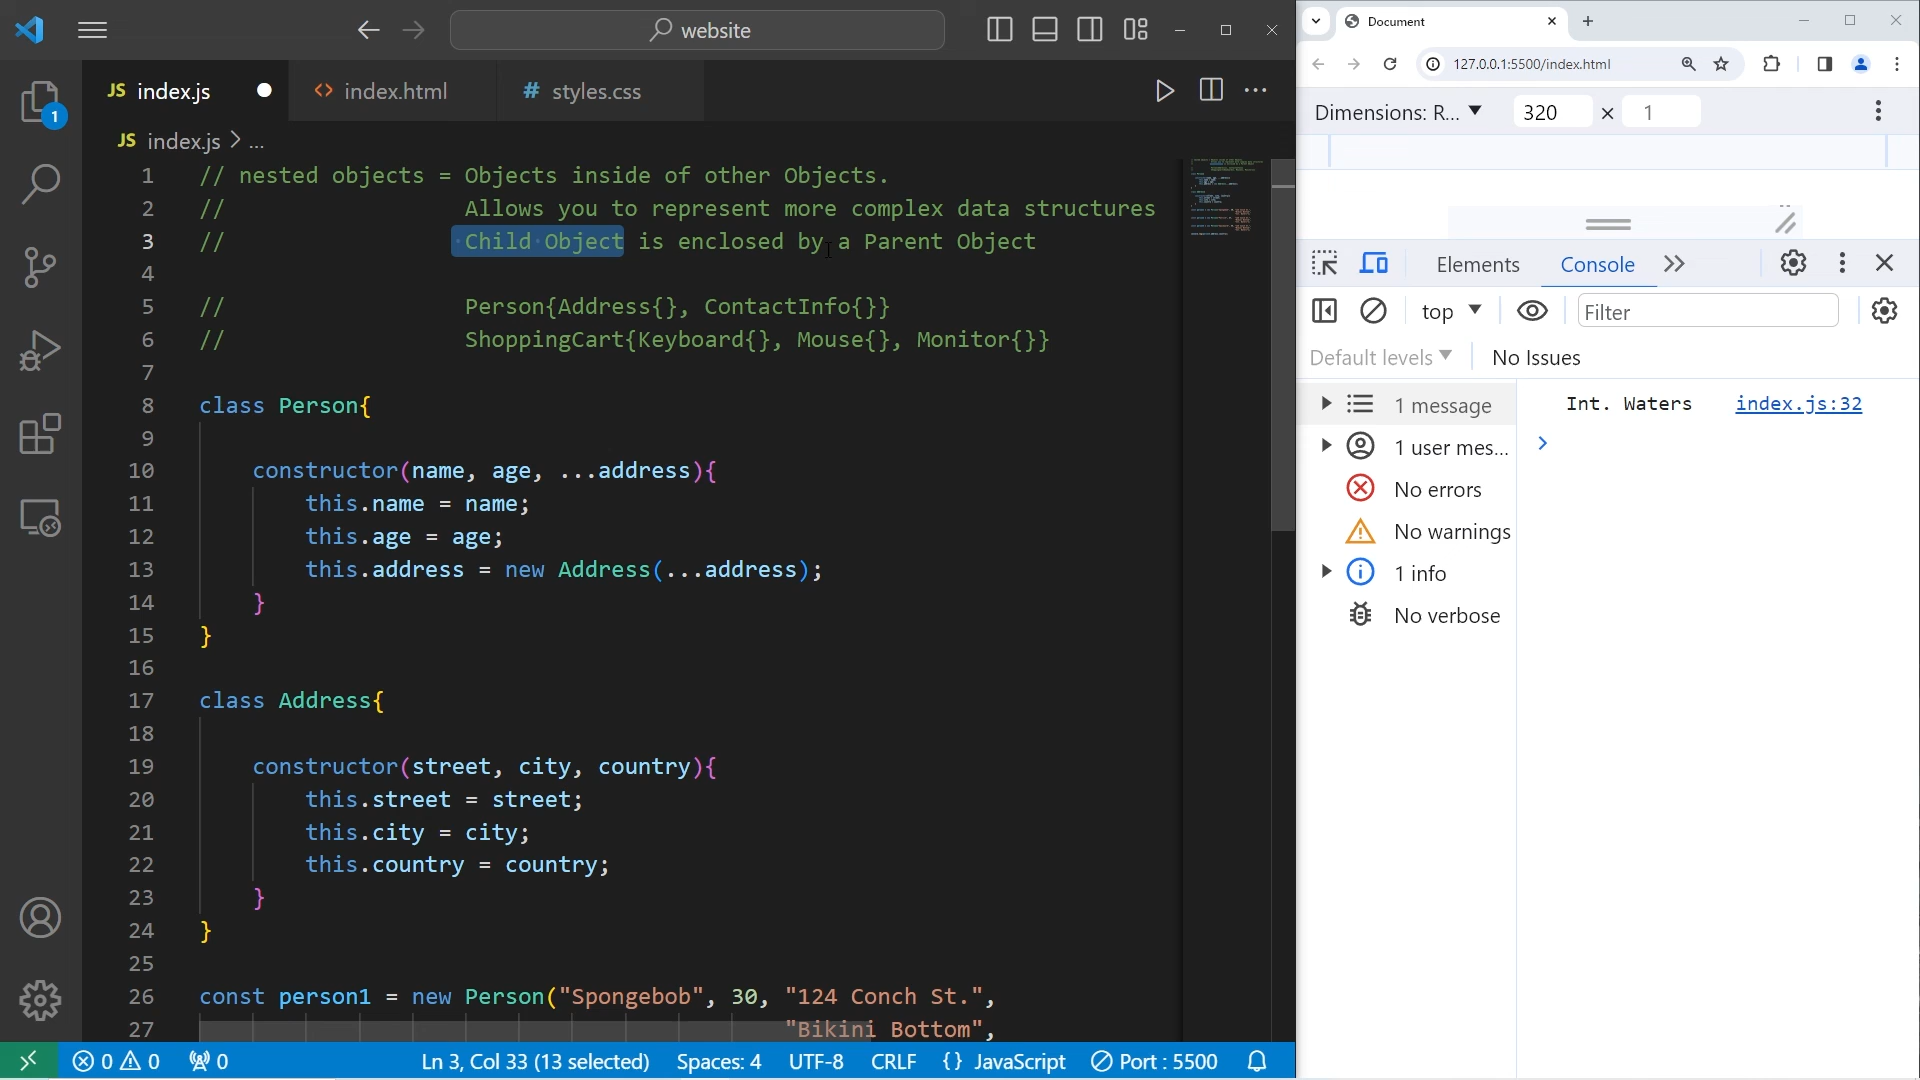 website
JS index.js
<> index.html
# styles.css
JS index.js > ...
1 // nested objects = Objects inside of other Objects.
2 // Allows you to represent more complex data structures
3 // Child Object is enclosed by a Parent Object
4
5 // Person{Address{}, ContactInfo{}}
6 // ShoppingCart{Keyboard{}, Mouse{}, Monitor{}}
7
8 class Person{
9
10 constructor(name, age, ...address){
11 this.name = name;
12 this.age = age;
13 this.address = new Address(...address);
14 }
15 }
16
17 class Address{
18
19 constructor(street, city, country){
20 this.street = street;
21 this.city = city;
22 this.country = country;
23 }
24 }
25
26 const person1 = new Person("Spongebob", 30, "124 Conch St.",
27 "Bikini Bottom",
1
0 0 0
Ln 3, Col 33 (13 selected)
Spaces: 4
UTF-8
CRLF
{} JavaScript
Port : 5500
Document
127.0.0.1:5500/index.html
Dimensions: R... 320 × 1
Elements Console
top
Filter
Default levels No Issues
1 message
1 user mes...
No errors
No warnings
1 info
No verbose
Int. Waters index.js:32